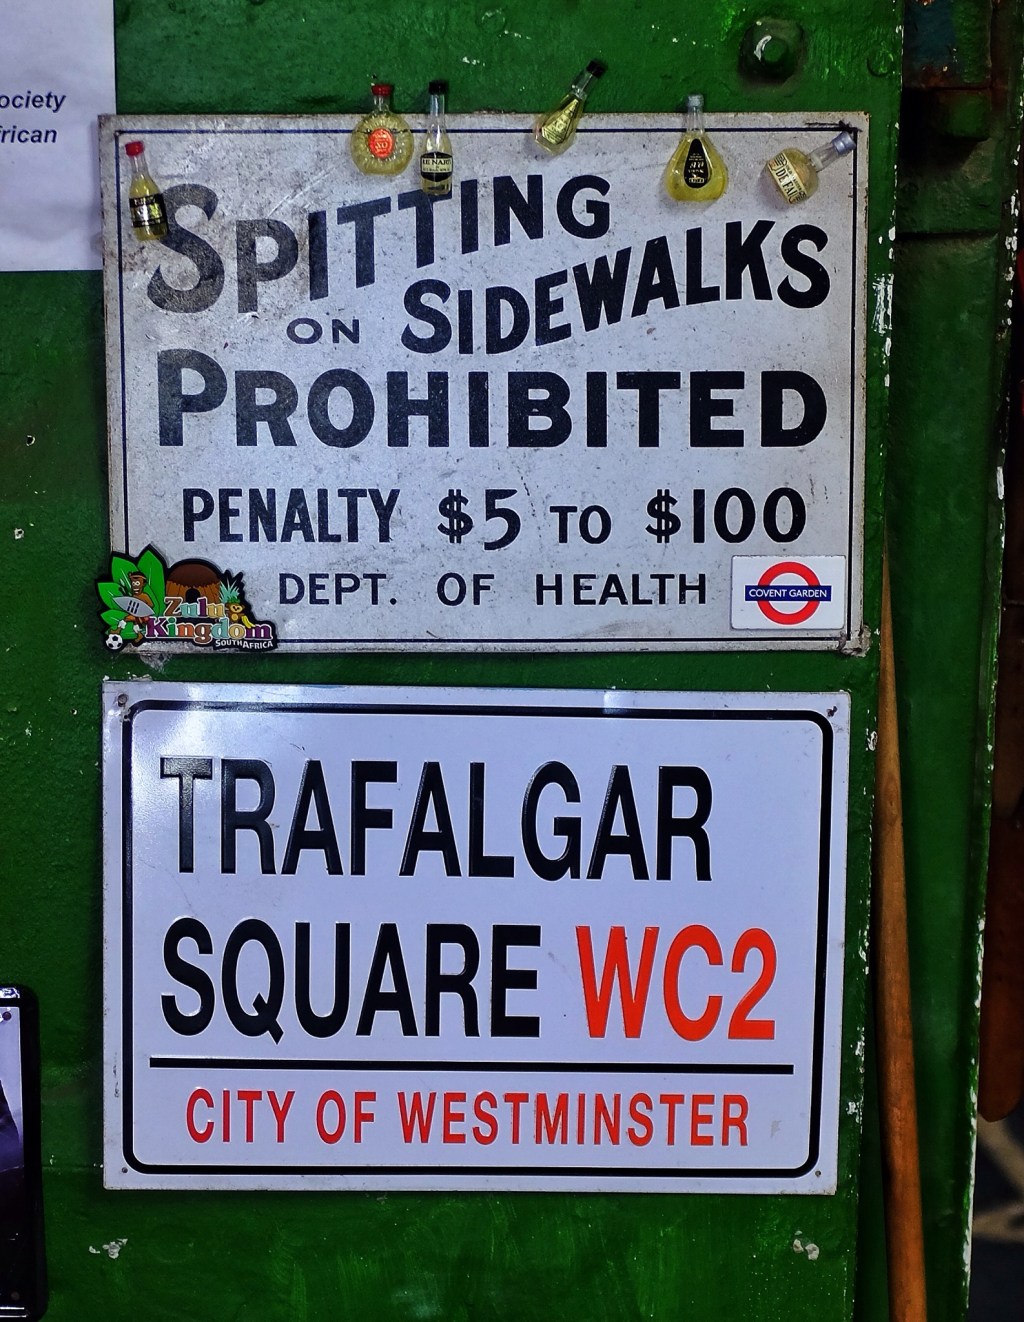 ociety
frican
SPITTING
ON SIDEWALKS
PROHIBITED
PENALTY $5 TO $100
DEPT. OF HEALTH
Zulu
Kingdom
SOUTH AFRICA
COVENT GARDEN
TRAFALGAR
SQUARE WC2
CITY OF WESTMINSTER